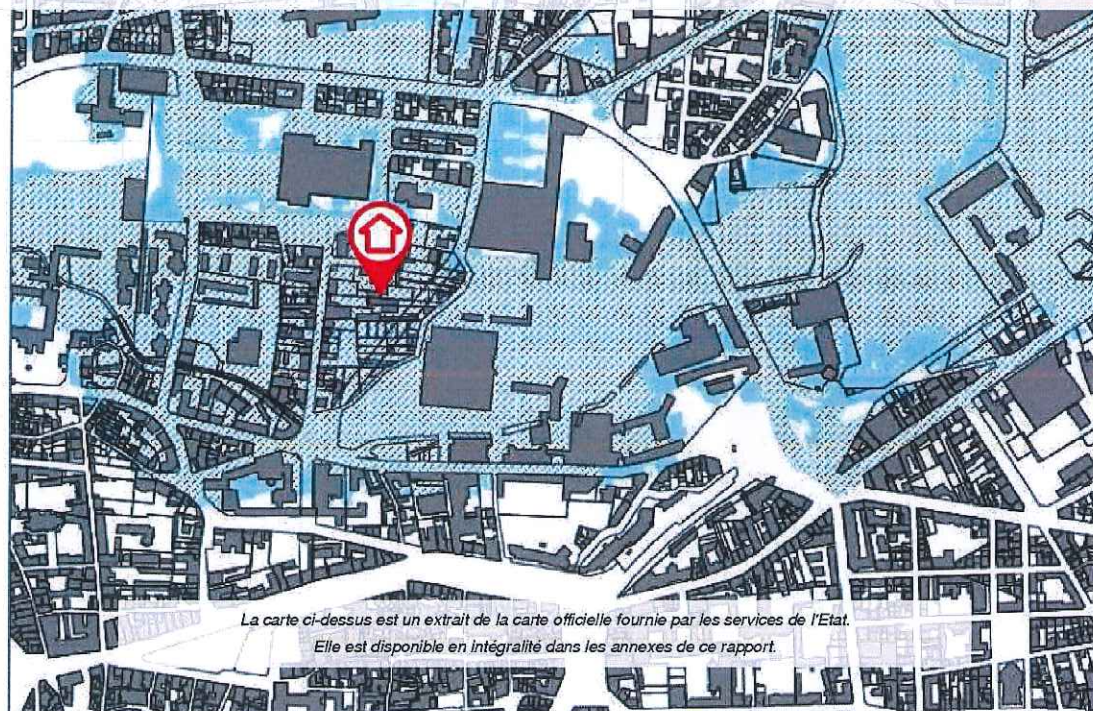 La carte ci-dessus est un extrait de la carte officielle fournie par les services de l'Etat.
Elle est disponible en intégralité dans les annexes de ce rapport.